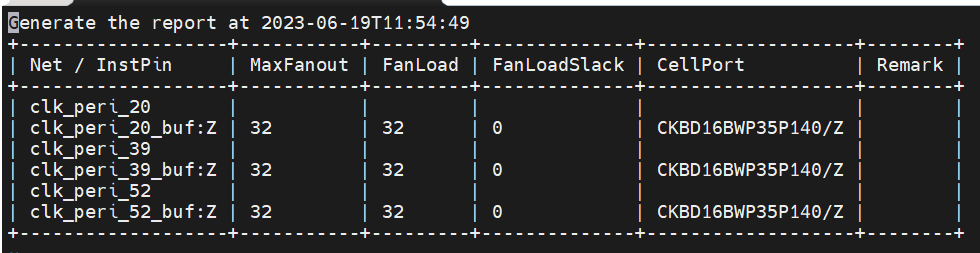 Generate the report at 2023-06-19T11:54:49
+--------------------+-----------+---------+--------------+-------------------+--------+
| Net / InstPin      | MaxFanout | FanLoad | FanLoadSlack | CellPort          | Remark |
+--------------------+-----------+---------+--------------+-------------------+--------+
| clk_peri_20        |           |         |              |                   |        |
| clk_peri_20_buf:Z | 32        | 32      | 0            | CKBD16BWP35P140/Z |        |
| clk_peri_39        |           |         |              |                   |        |
| clk_peri_39_buf:Z | 32        | 32      | 0            | CKBD16BWP35P140/Z |        |
| clk_peri_52        |           |         |              |                   |        |
| clk_peri_52_buf:Z | 32        | 32      | 0            | CKBD16BWP35P140/Z |        |
+--------------------+-----------+---------+--------------+-------------------+--------+